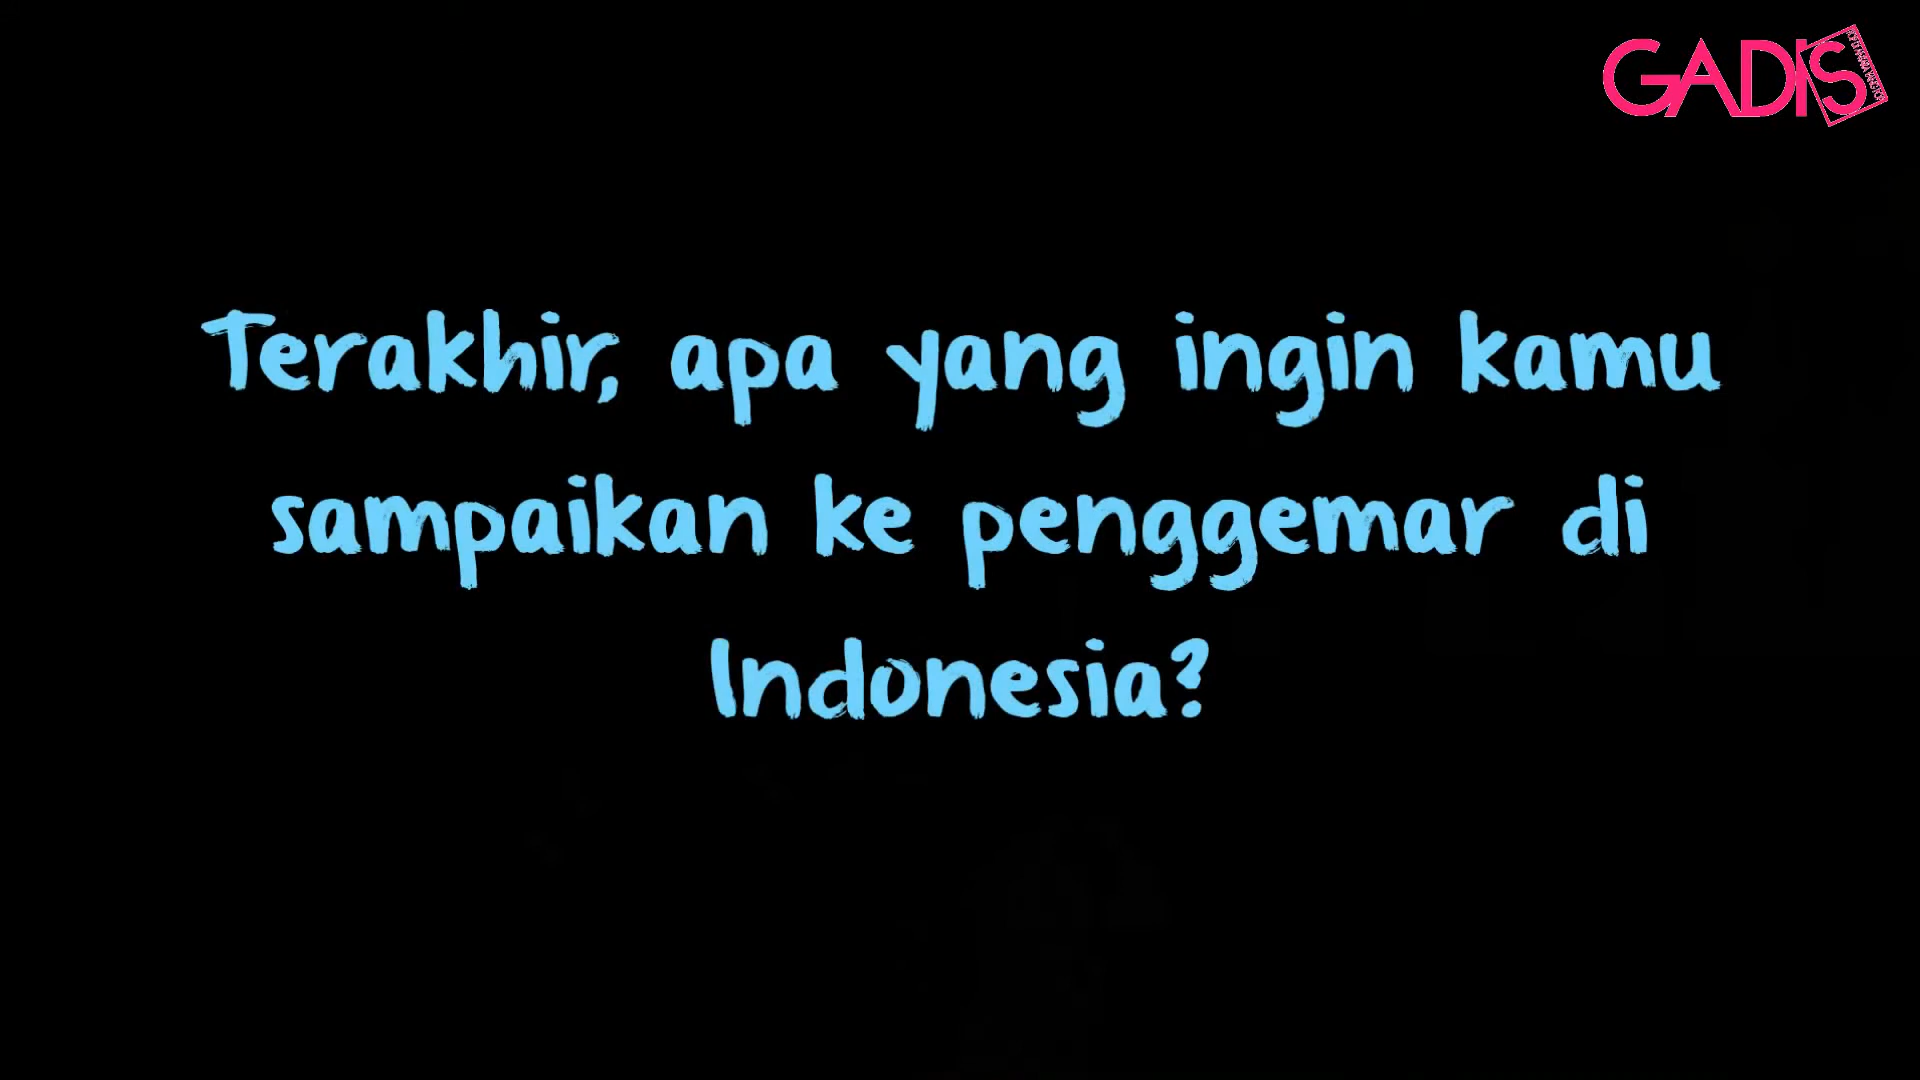 GADIS
Terakhir, apa yang ingin kamu
sampaikan ke penggemar di
Indonesia?